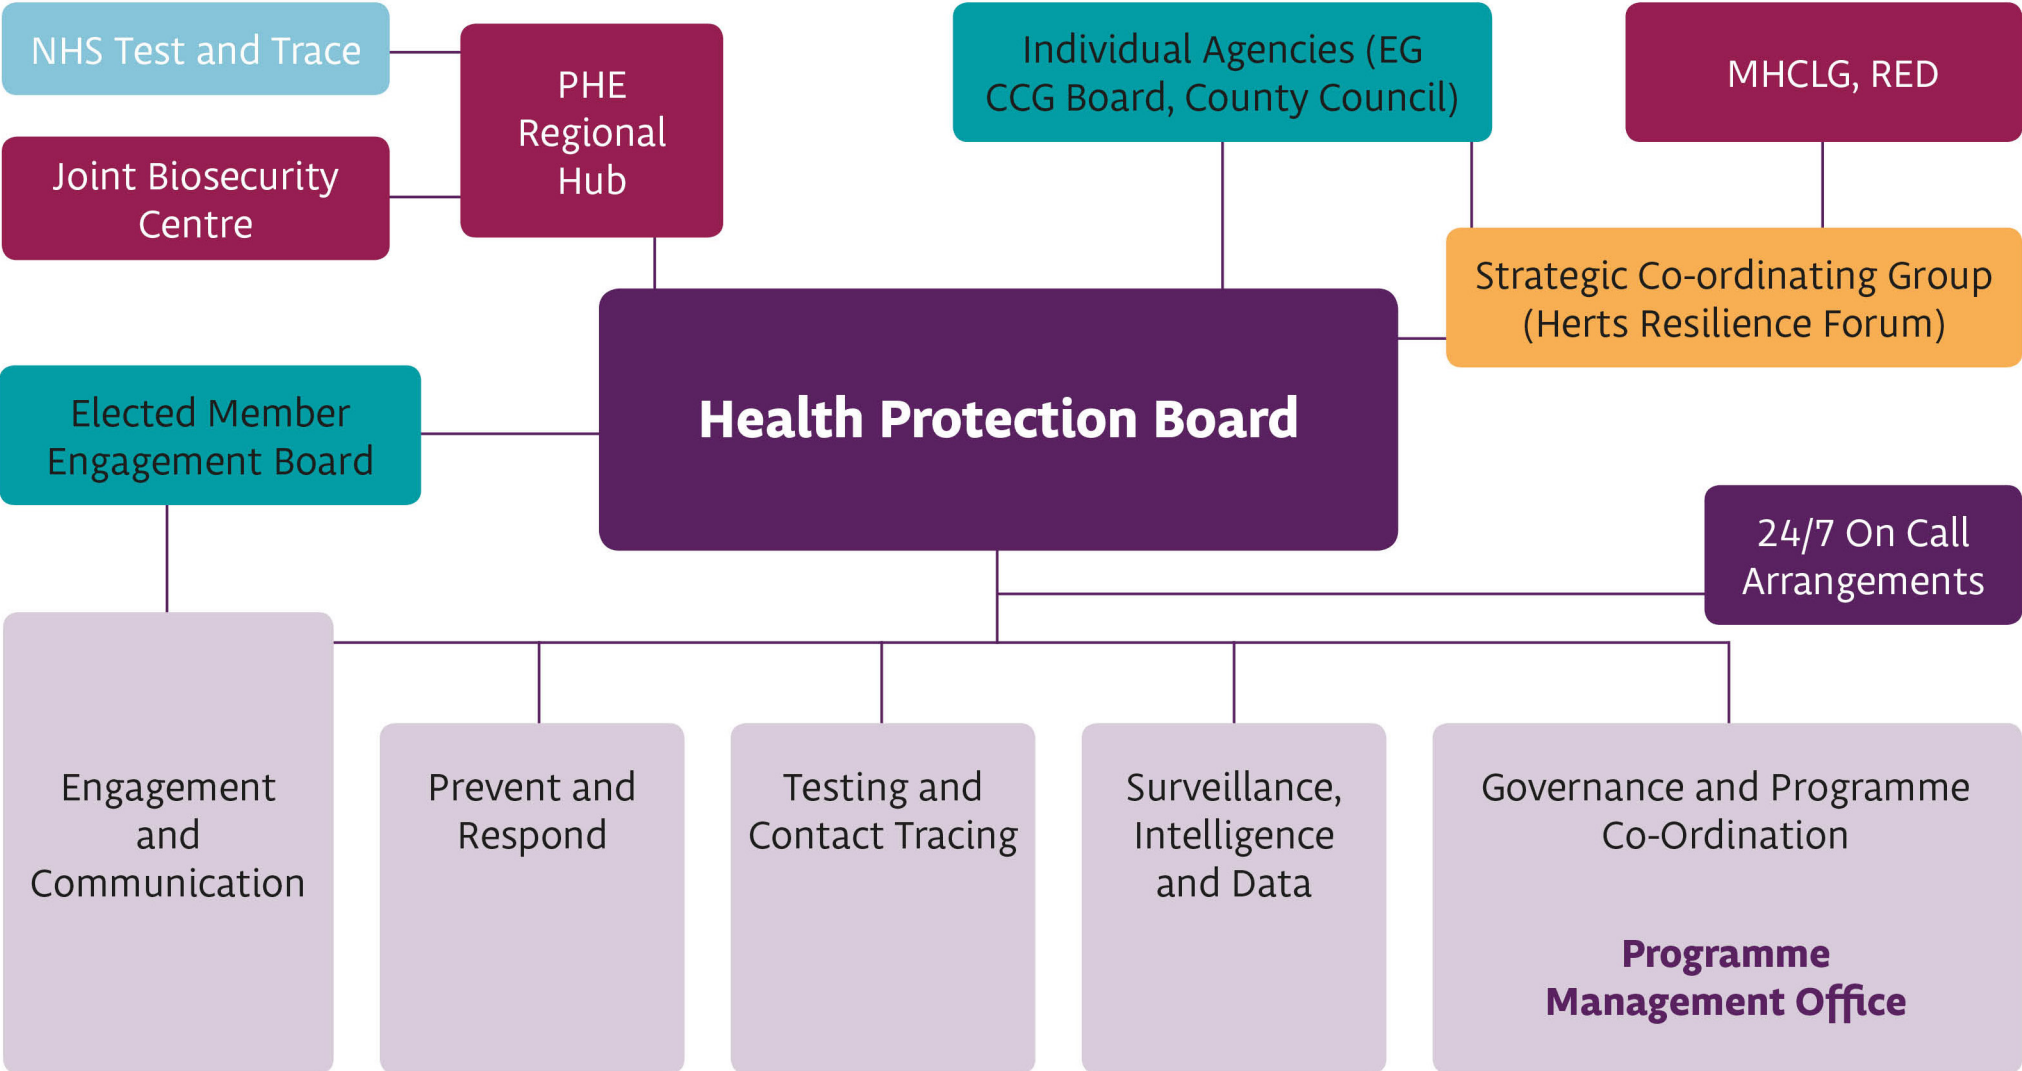 NHS Test and Trace
Joint Biosecurity
Centre
PHE
Regional
Hub
Individual Agencies (EG
CCG Board, County Council)
MHCLG, RED
Strategic Co-ordinating Group
(Herts Resilience Forum)
Health Protection Board
Elected Member
Engagement Board
24/7 On Call
Arrangements
Engagement
and
Communication
Prevent and
Respond
Testing and
Contact Tracing
Surveillance,
Intelligence
and Data
Governance and Programme
Co-Ordination
Programme
Management Office